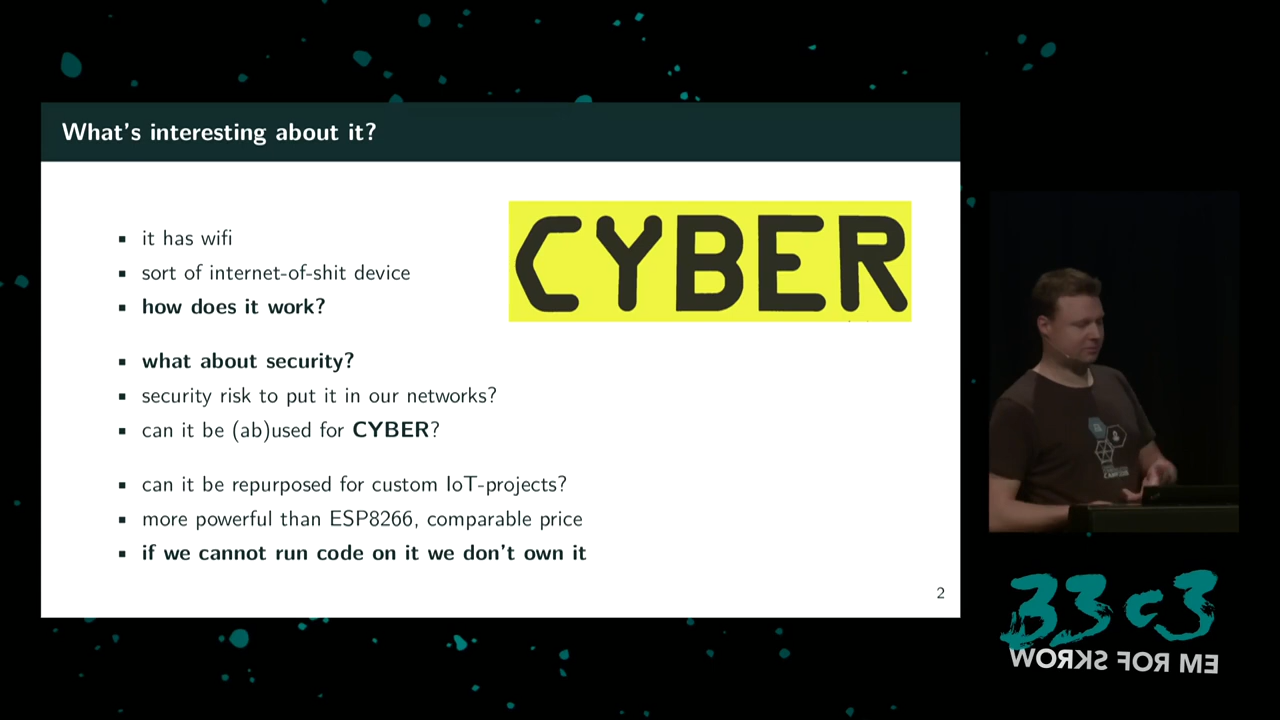 What's interesting about it?
CYBER
▪ it has wifi
▪ sort of internet-of-shit device
▪ how does it work?
▪ what about security?
▪ security risk to put it in our networks?
▪ can it be (ab)used for CYBER?
▪ can it be repurposed for custom IoT-projects?
▪ more powerful than ESP8266, comparable price
▪ if we cannot run code on it we don't own it
2
33c3
WORKS FOR ME